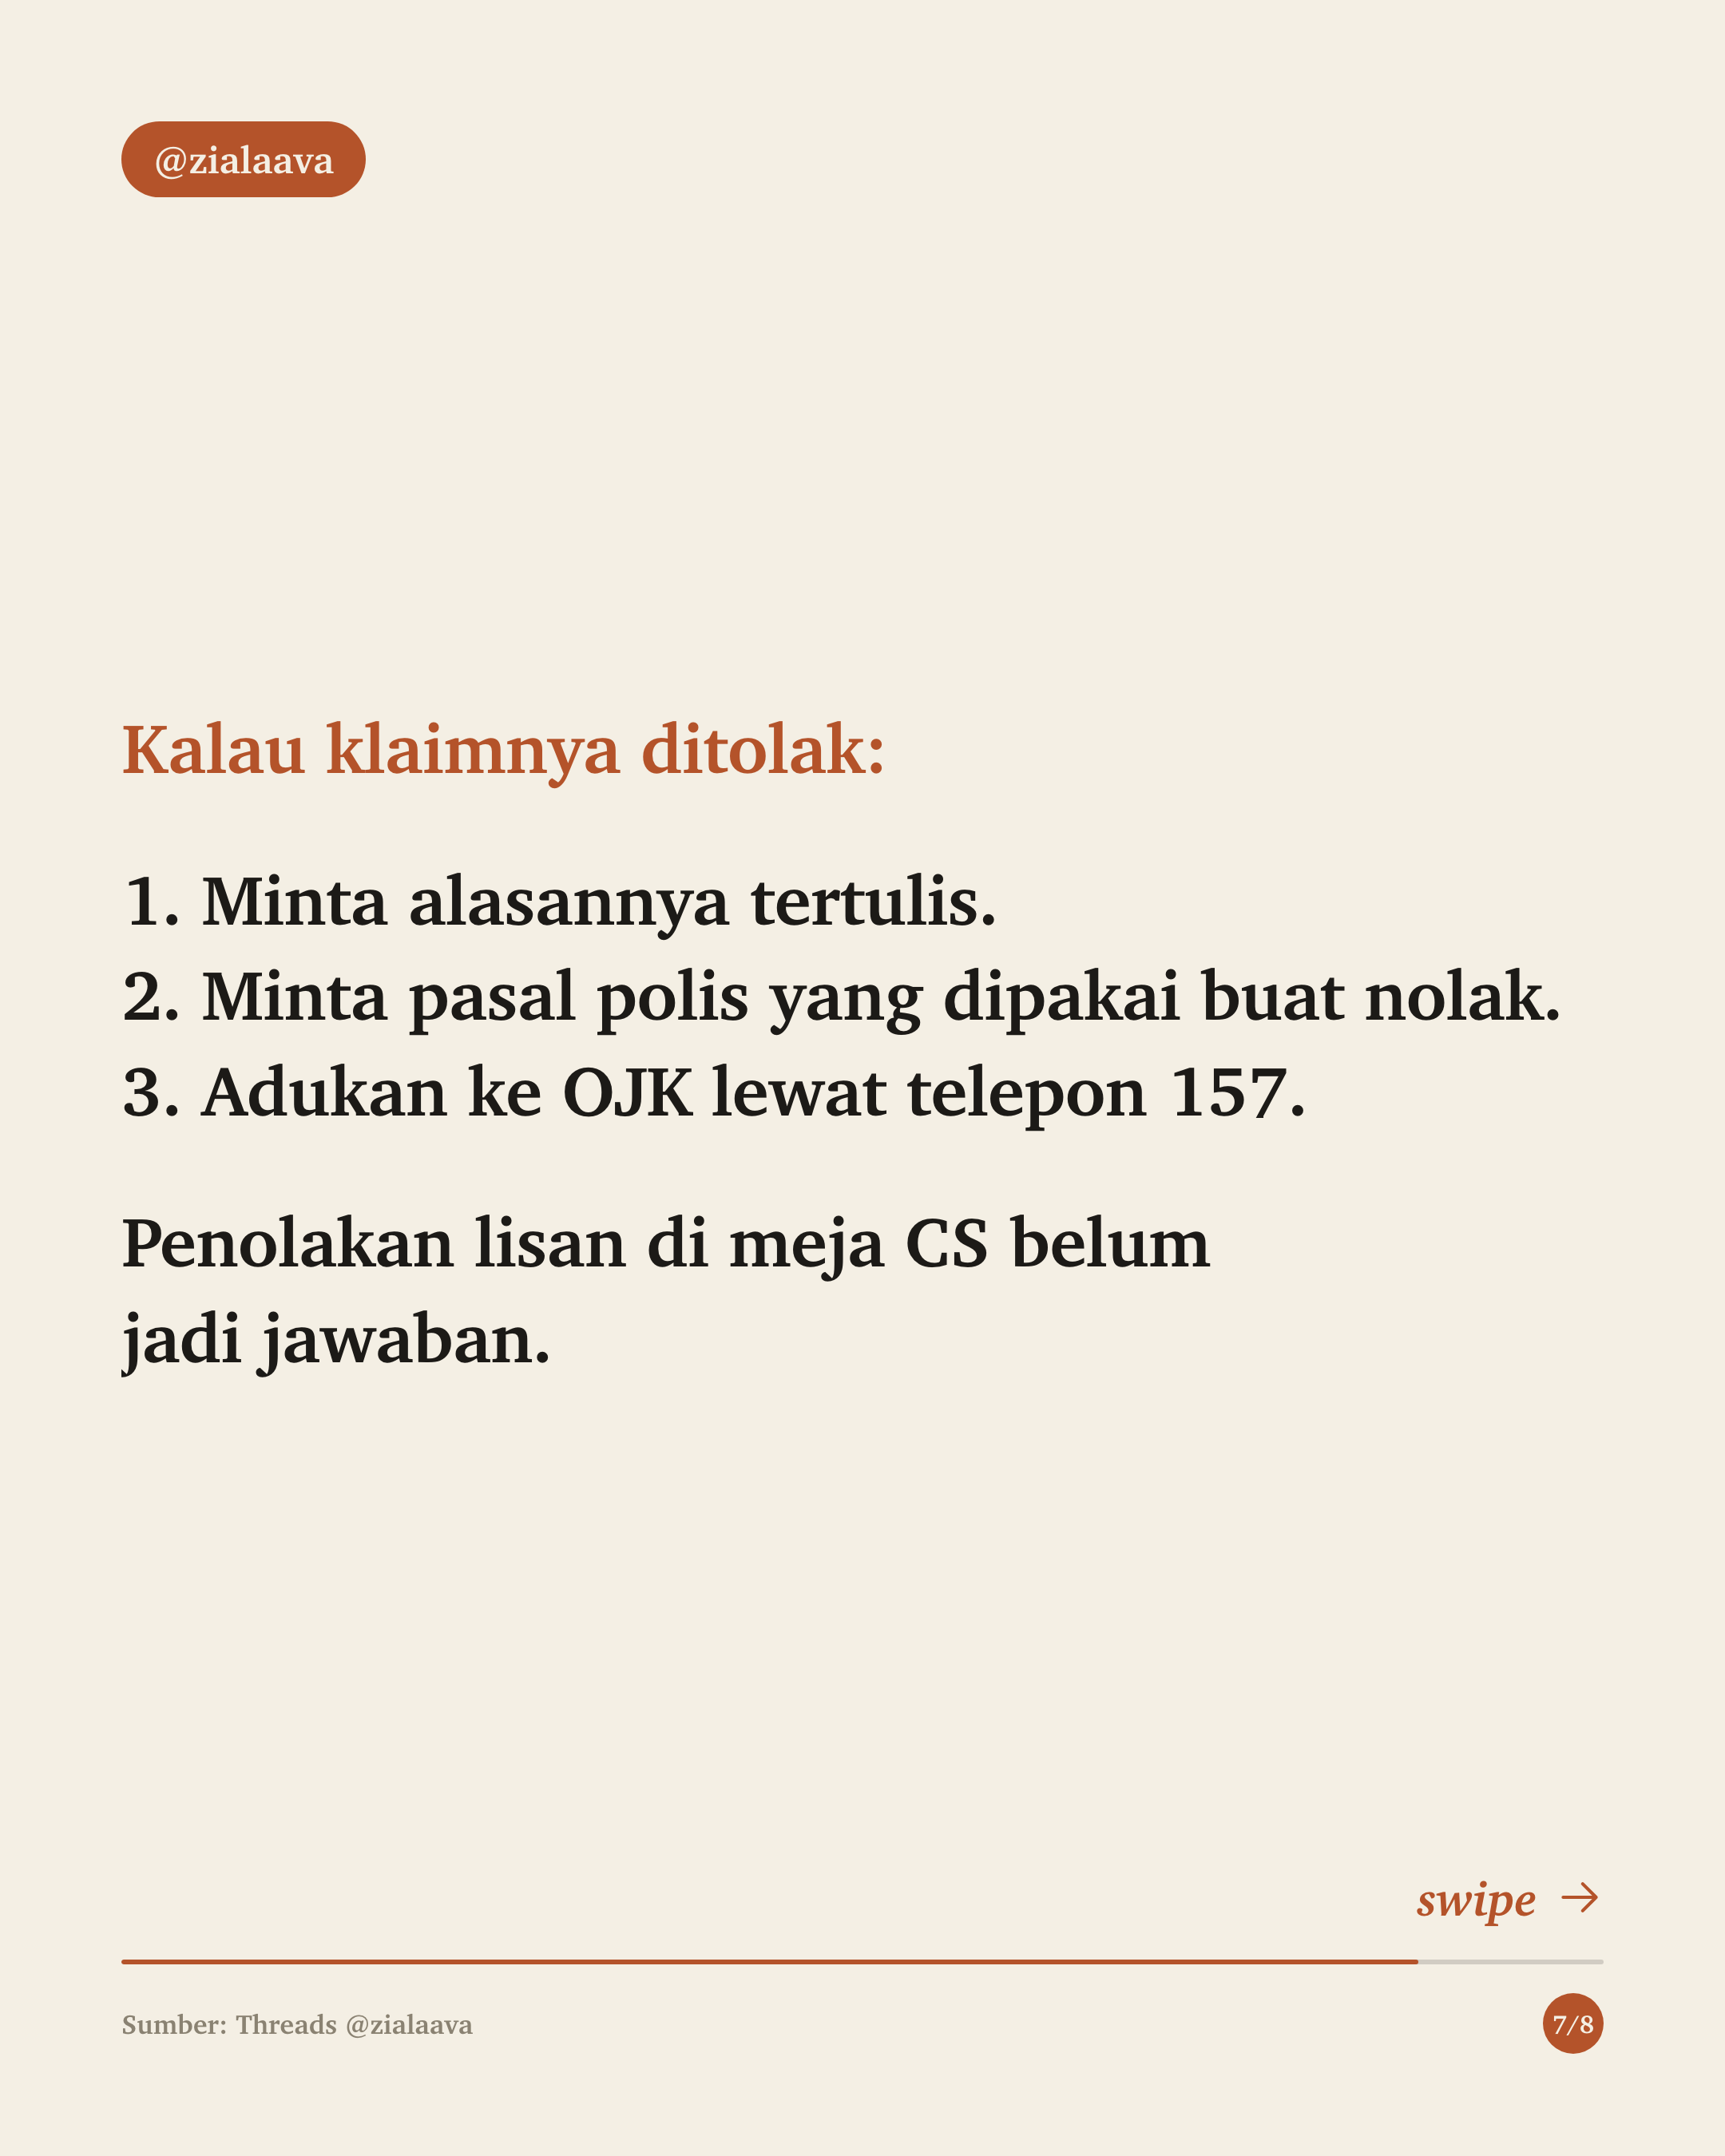 @zialaava
Kalau klaimnya ditolak:
1. Minta alasannya tertulis.
2. Minta pasal polis yang dipakai buat nolak.
3. Adukan ke OJK lewat telepon 157.
Penolakan lisan di meja CS belum
jadi jawaban.
swipe →
Sumber: Threads @zialaava
7/8